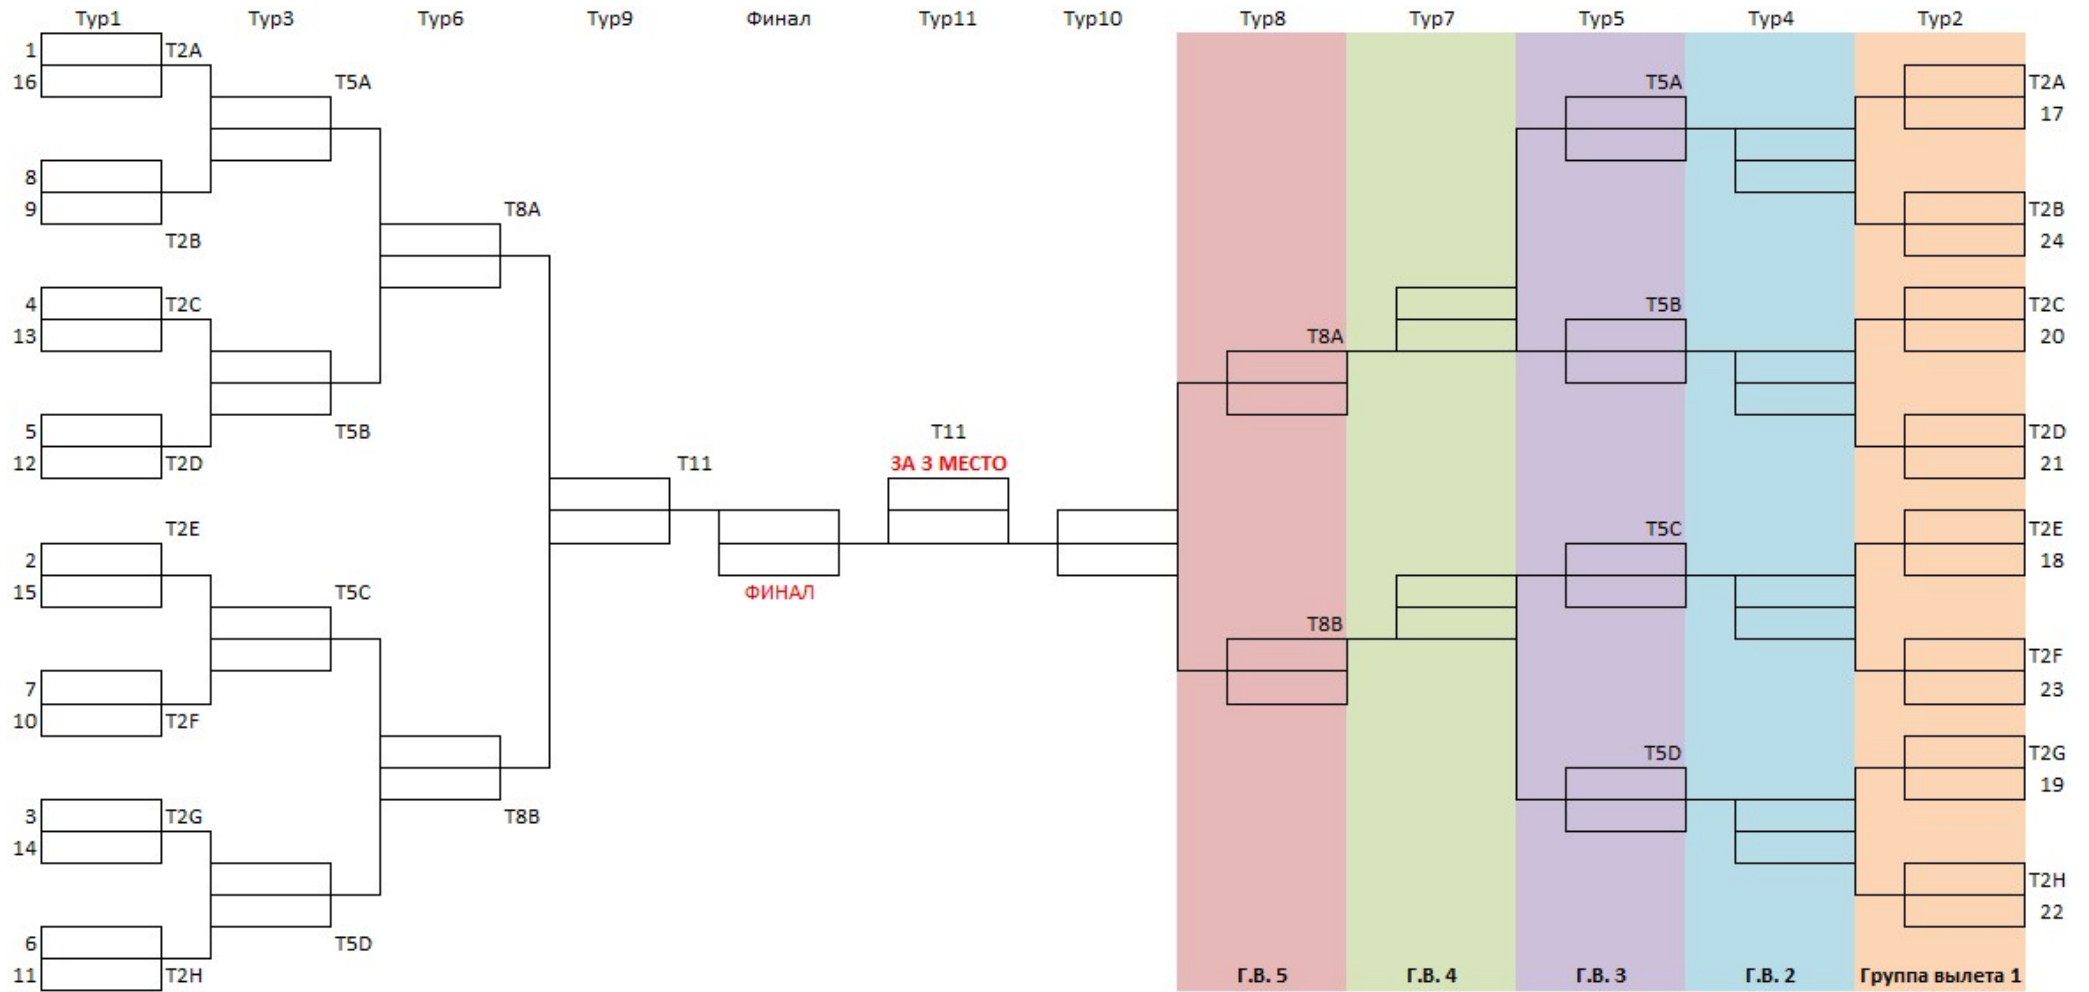 Тур1 Тур3 Тур6 Тур9 Финал Тур11 Тур10 Тур8 Тур7 Тур5 Тур4 Тур2
1 T2A
16 T5A T5A T2A
17
8 T8A T2B
9 24
T2B
4 T2C T5B T2C
13 T8A 20
5 T5B T11 T2D
12 T2D T11 ЗА 3 МЕСТО 21
T2E T5C T2E
2 18
15 T5C ФИНАЛ T8B
T2F
7 23
10 T2F T5D T2G
19
3 T2G T8B
14
T2H
6 T5D 22
11 T2H Г.В. 5 Г.В. 4 Г.В. 3 Г.В. 2 Группа вылета 1